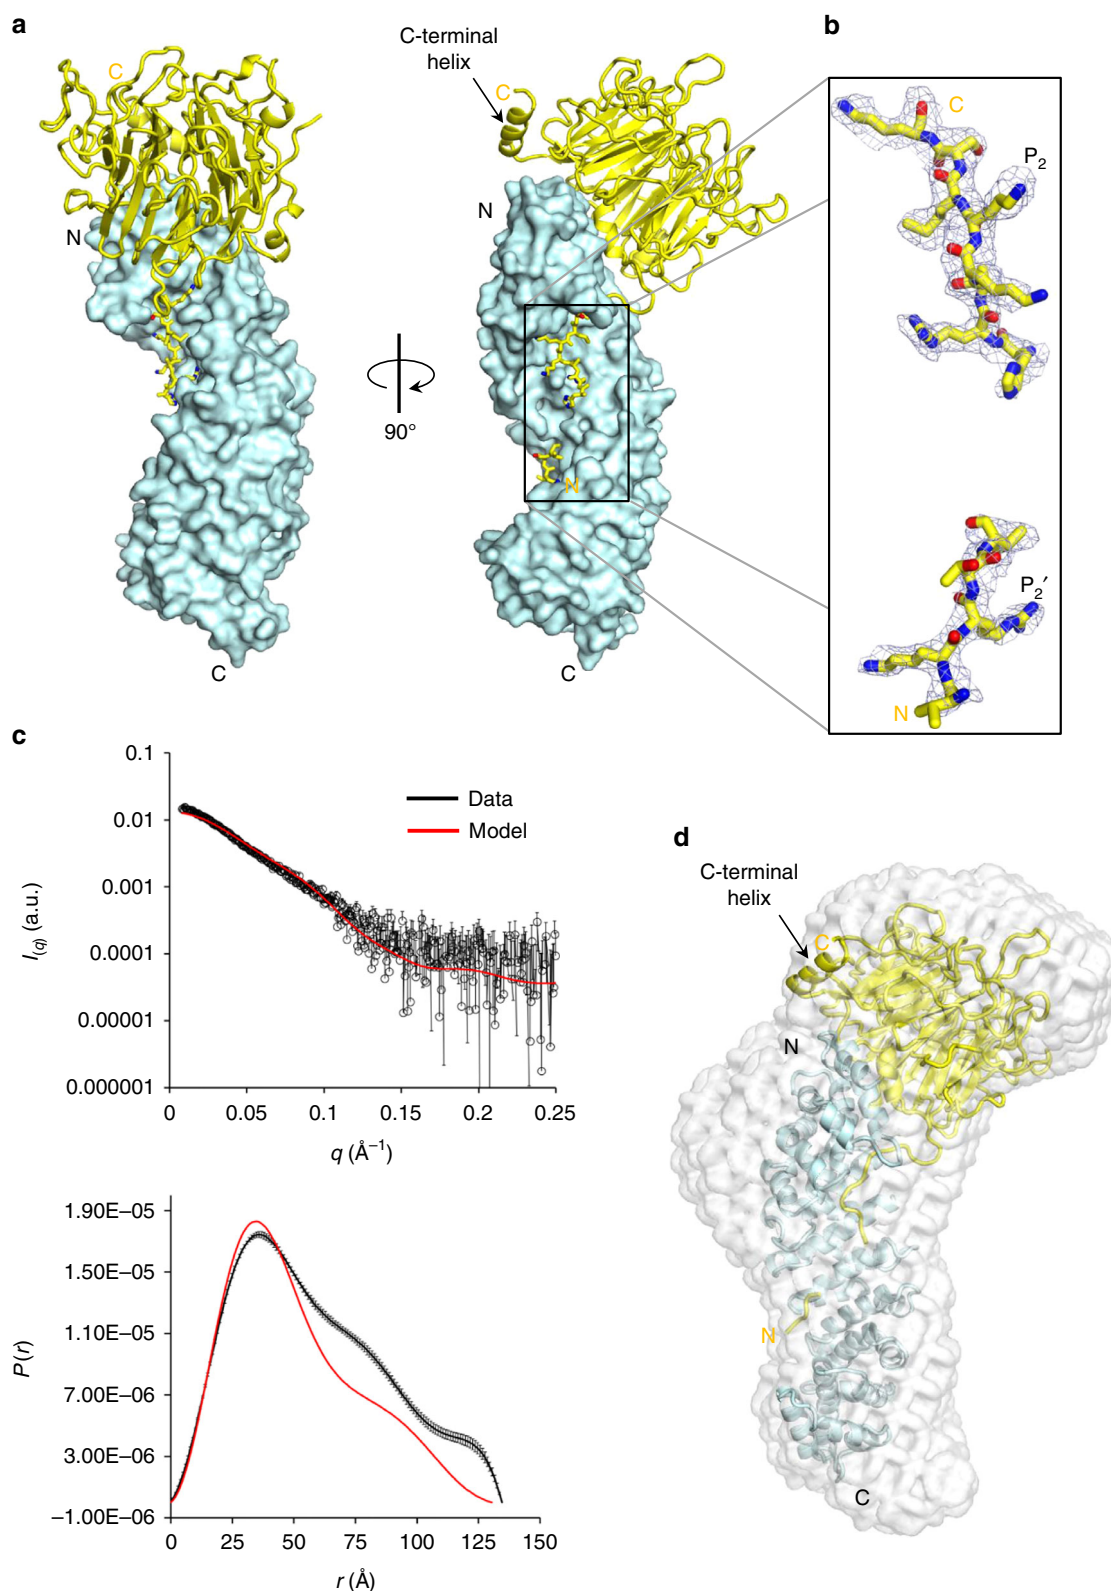 a
C
N
C
90°
C-terminal
helix
C
N
N
C
b
C
P₂
P₂′
N
c
0.1
0.01
0.001
0.0001
0.00001
0.000001
I(q) (a.u.)
Data
Model
0
0.05
0.1
0.15
0.2
0.25
q (Å⁻¹)
1.90E–05
1.50E–05
1.10E–05
7.00E–06
3.00E–06
–1.00E–06
P(r)
0
25
50
75
100
125
150
r (Å)
d
C-terminal
helix
C
N
N
C